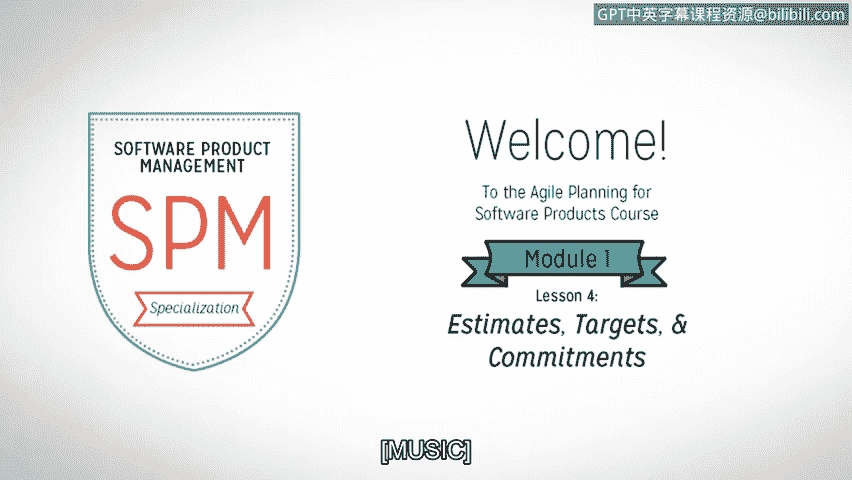 GPT中英字幕课程资源@bilibili.com
SOFTWARE PRODUCT
MANAGEMENT
SPM
Specialization
Welcome!
To the Agile Planning for
Software Products Course
Module 1
Lesson 4:
Estimates, Targets, &
Commitments
[MUSIC]